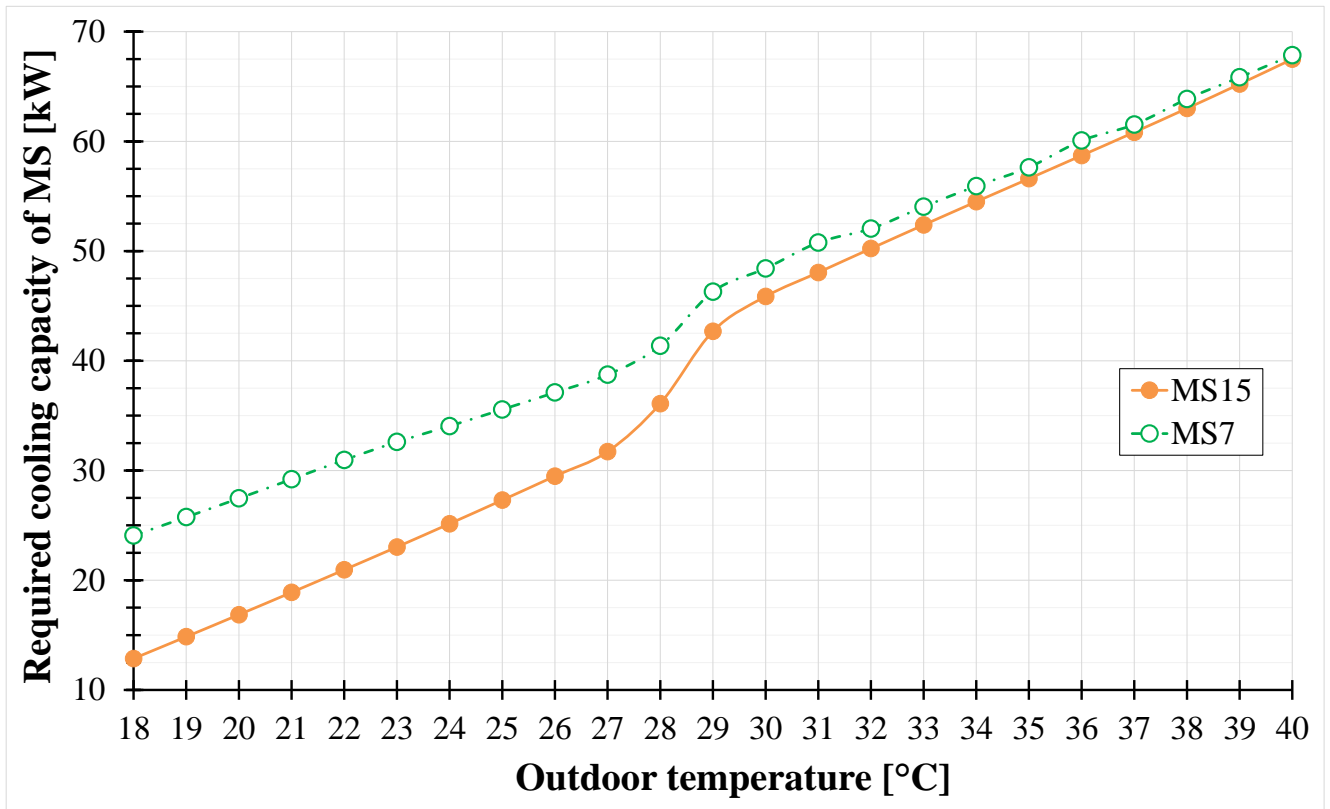 Required cooling capacity of MS [kW]
70
60
50
40
30
20
10
MS15
MS7
18 19 20 21 22 23 24 25 26 27 28 29 30 31 32 33 34 35 36 37 38 39 40
Outdoor temperature [°C]